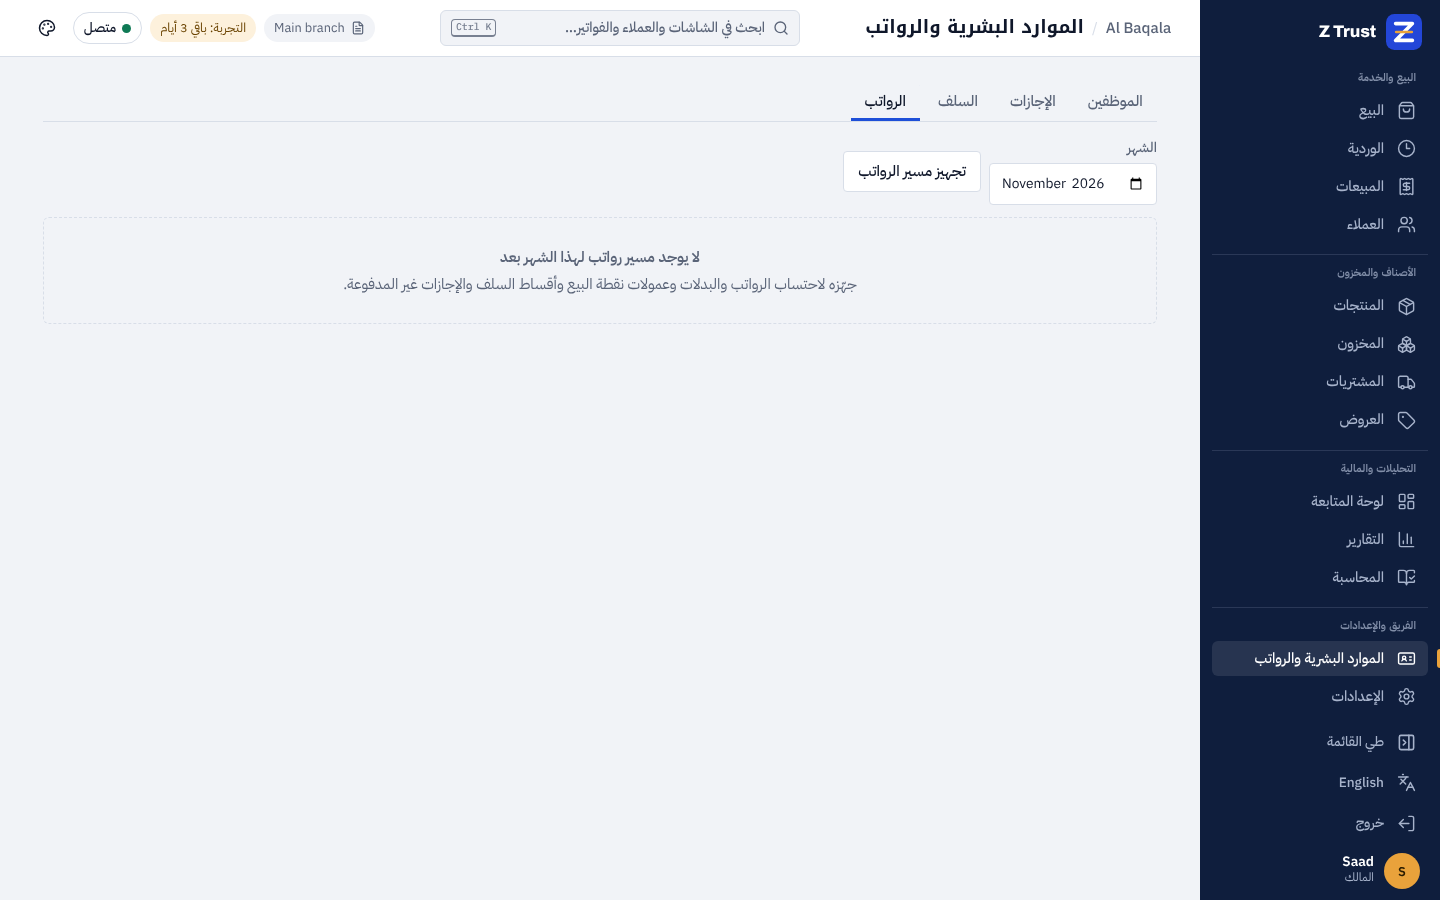 Z Trust
البيع والخدمة
البيع
الوردية
المبيعات
العملاء
الأصناف والمخزون
المنتجات
المخزون
المشتريات
العروض
التحليلات والمالية
لوحة المتابعة
التقارير
المحاسبة
الفريق والإعدادات
الموارد البشرية والرواتب
الإعدادات
طي القائمة
English
خروج
Saad
المالك
S
Al Baqala / الموارد البشرية والرواتب
ابحث في الشاشات والعملاء والفواتير...
Ctrl K
Main branch
التجربة: باقي 3 أيام
متصل
الموظفين
الإجازات
السلف
الرواتب
الشهر
November 2026
تجهيز مسير الرواتب
لا يوجد مسير رواتب لهذا الشهر بعد
جهّزه لاحتساب الرواتب والبدلات وعمولات نقطة البيع وأقساط السلف والإجازات غير المدفوعة.